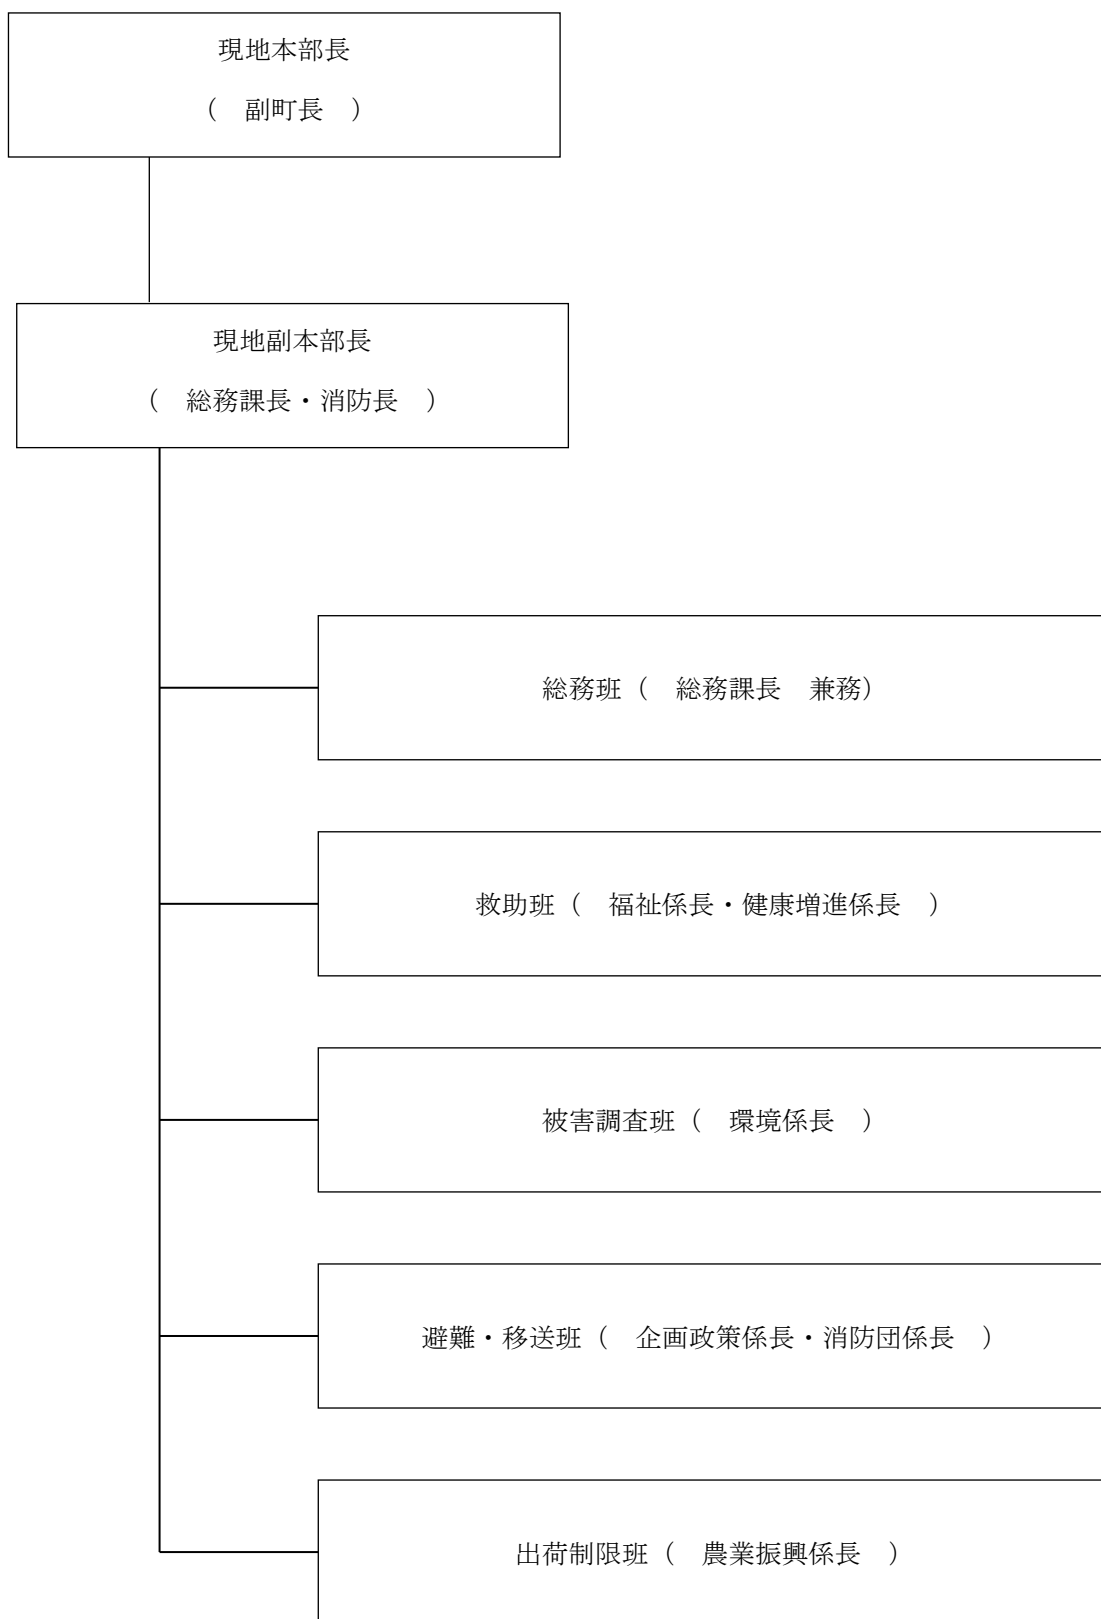 現地本部長
（　副町長　）
現地副本部長
（　総務課長・消防長　）
総務班（　総務課長　兼務）
救助班（　福祉係長・健康増進係長　）
被害調査班（　環境係長　）
避難・移送班（　企画政策係長・消防団係長　）
出荷制限班（　農業振興係長　）